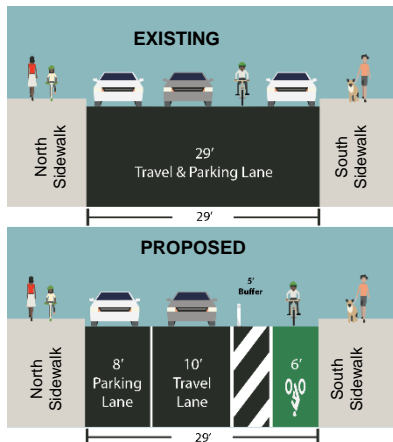 EXISTING
North
Sidewalk
29'
Travel & Parking Lane
South
Sidewalk
29'
PROPOSED
5'
Buffer
North
Sidewalk
8'
Parking
Lane
10'
Travel
Lane
6'
South
Sidewalk
29'